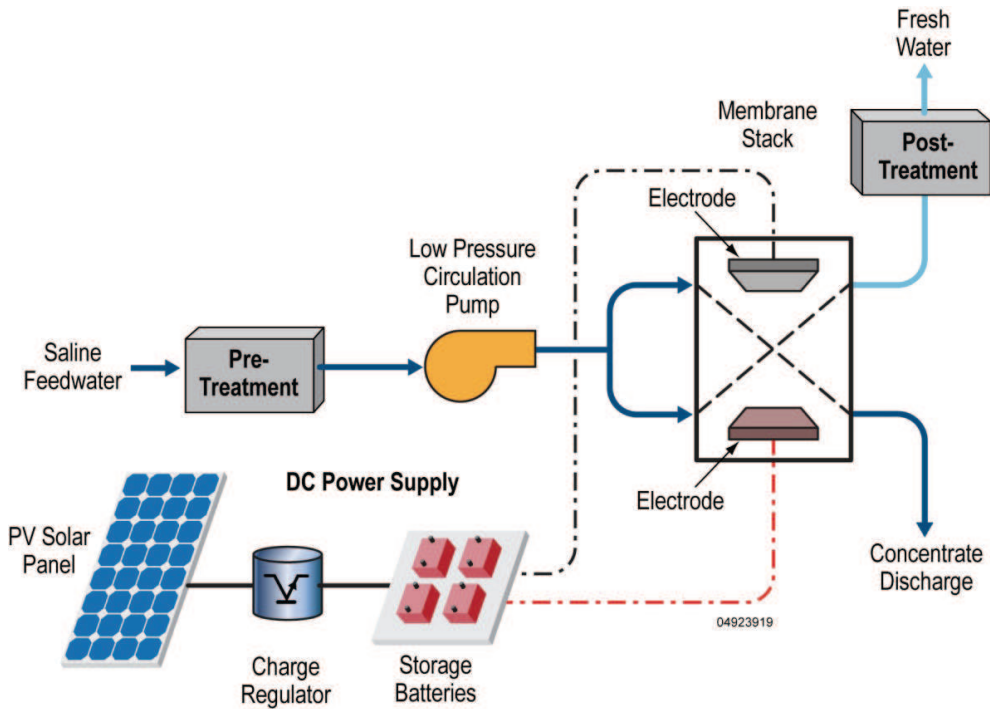 Fresh
Water
Membrane
Stack
Post-
Treatment
Electrode
Low Pressure
Circulation
Pump
Saline
Feedwater
Pre-
Treatment
DC Power Supply
Electrode
PV Solar
Panel
Concentrate
Discharge
04923919
Charge
Regulator
Storage
Batteries